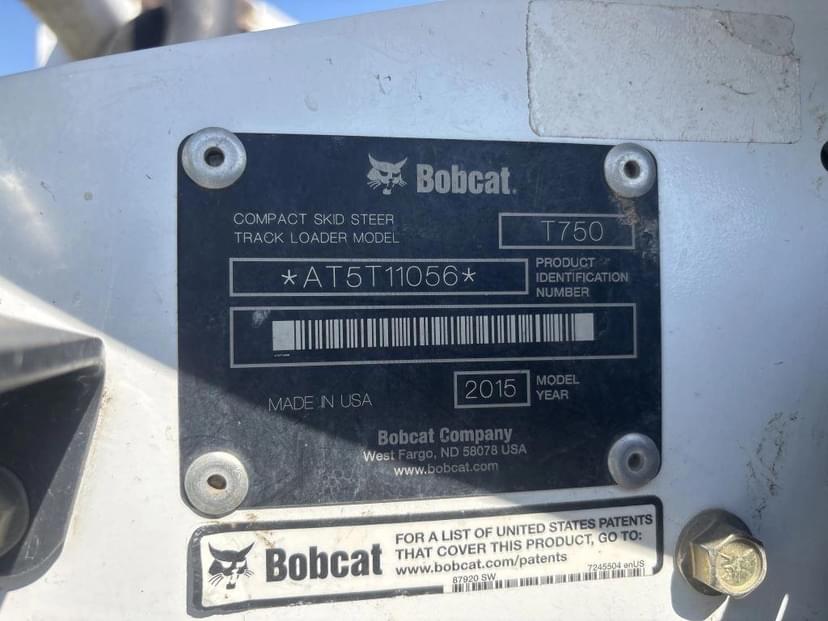 Bobcat.
COMPACT SKID STEER
TRACK LOADER MODEL
T750
*AT5T11056*
PRODUCT
IDENTIFICATION
NUMBER
MADE IN USA
2015
MODEL
YEAR
Bobcat Company
West Fargo, ND 58078 USA
www.bobcat.com
Bobcat
FOR A LIST OF UNITED STATES PATENTS
THAT COVER THIS PRODUCT, GO TO:
www.bobcat.com/patents
87920 SW
7245504 enUS